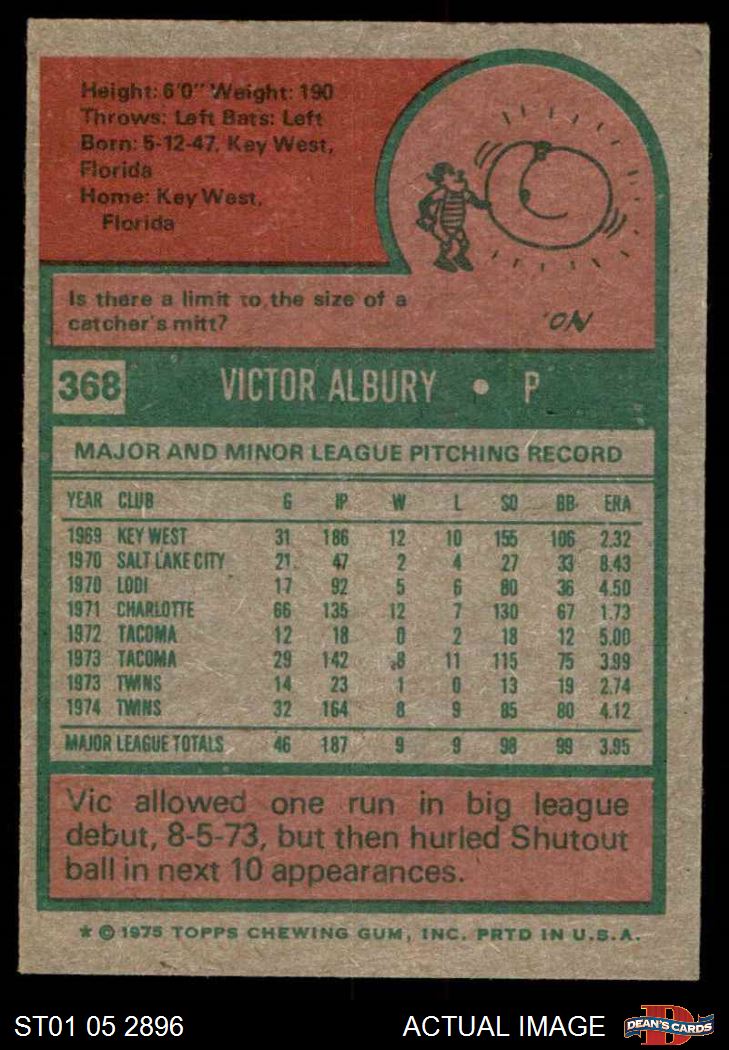 Height: 6'0" Weight: 190
Throws: Left Bats: Left
Born: 5-12-47, Key West,
Florida
Home: Key West,
Florida
Is there a limit to the size of a
catcher's mitt?
NO.
368 VICTOR ALBURY • P
MAJOR AND MINOR LEAGUE PITCHING RECORD
YEAR CLUB G IP W L SO BB ERA
1969 KEY WEST 31 186 12 10 155 106 2.32
1970 SALT LAKE CITY 21 47 2 4 27 33 8.43
1970 LODI 17 92 5 6 80 36 4.50
1971 CHARLOTTE 66 135 12 7 130 67 1.73
1972 TACOMA 12 18 0 2 18 12 5.00
1973 TACOMA 29 142 8 11 115 75 3.99
1973 TWINS 14 23 1 0 13 19 2.74
1974 TWINS 32 164 8 9 85 80 4.12
MAJOR LEAGUE TOTALS 46 187 9 9 98 99 3.95
Vic allowed one run in big league
debut, 8-5-73, but then hurled Shutout
ball in next 10 appearances.
* © 1975 TOPPS CHEWING GUM, INC. PRTD IN U.S.A.
ST01 05 2896 ACTUAL IMAGE D DEAN'S CARDS